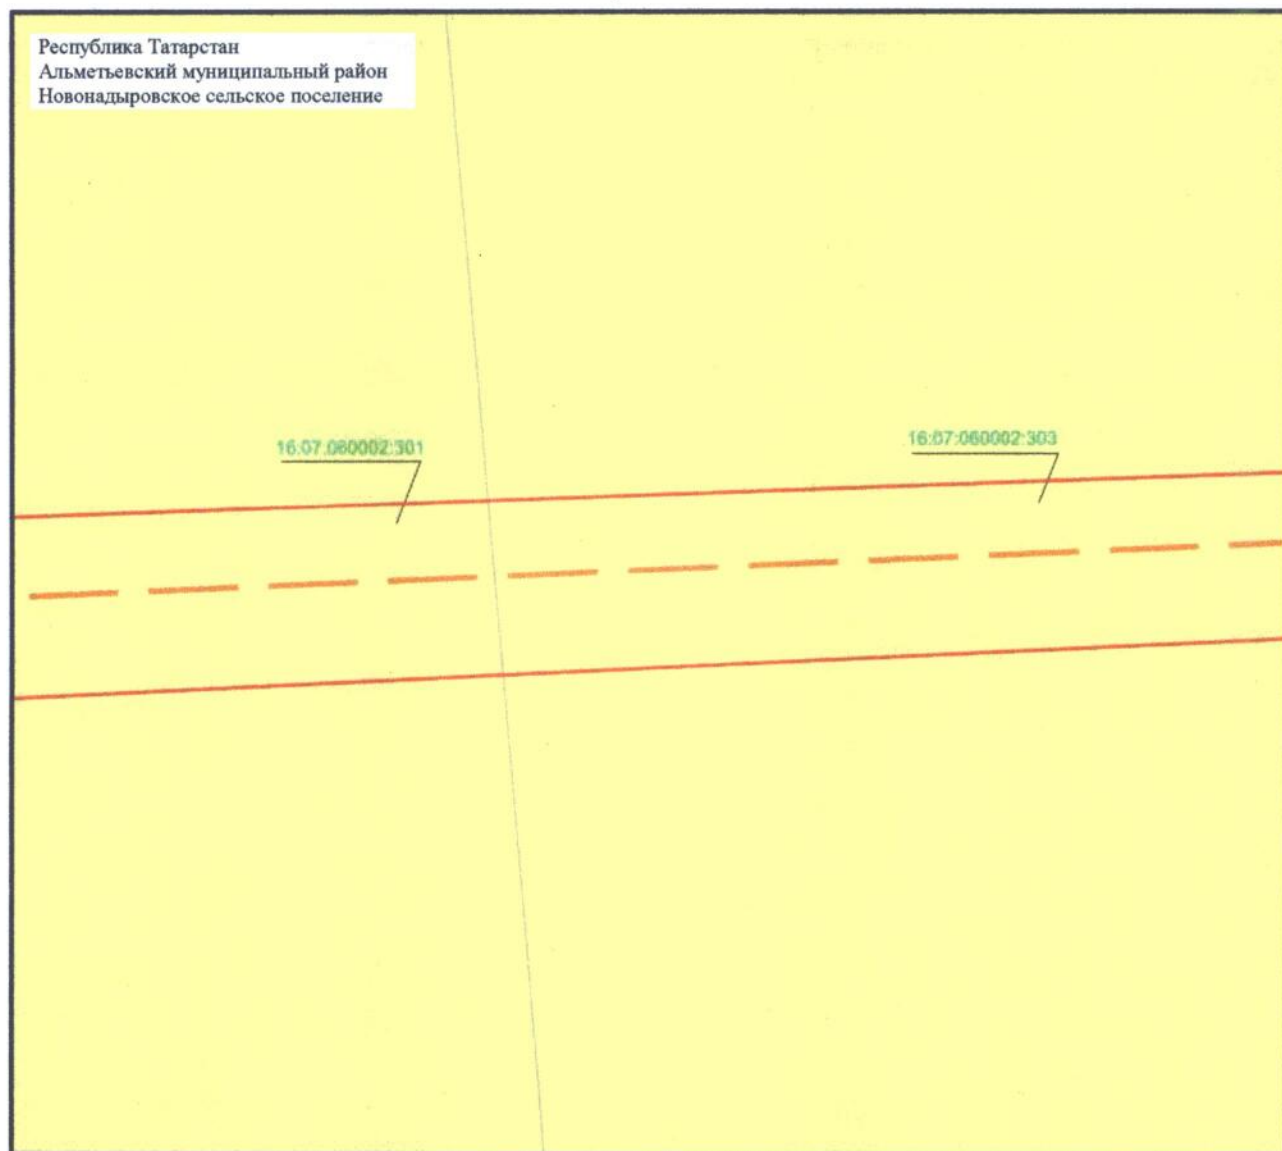 Республика Татарстан
Альметьевский муниципальный район
Новонадыровское сельское поселение
16:07:060002:301
16:07:060002:303